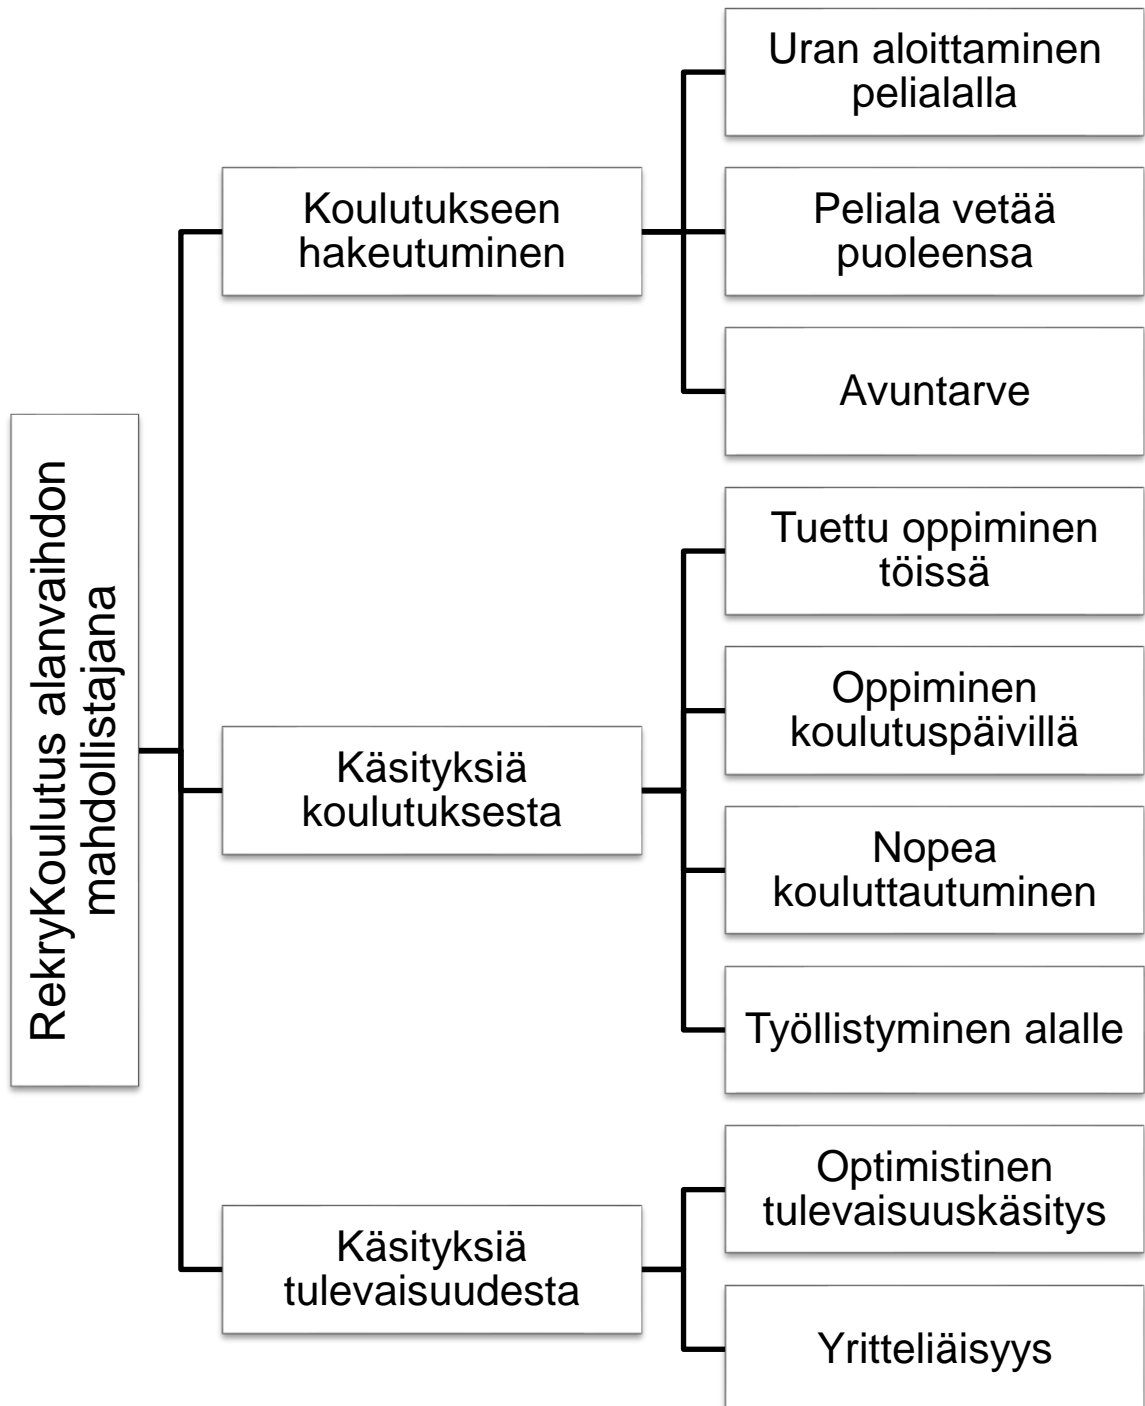 RekryKoulutus alanvaihdon
mahdollistajana
Koulutukseen
hakeutuminen
Uran aloittaminen
pelialalla
Peliala vetää
puoleensa
Avuntarve
Käsityksiä
koulutuksesta
Tuettu oppiminen
töissä
Oppiminen
koulutuspäivillä
Nopea
kouluttautuminen
Työllistyminen alalle
Käsityksiä
tulevaisuudesta
Optimistinen
tulevaisuuskäsitys
Yritteliäisyys